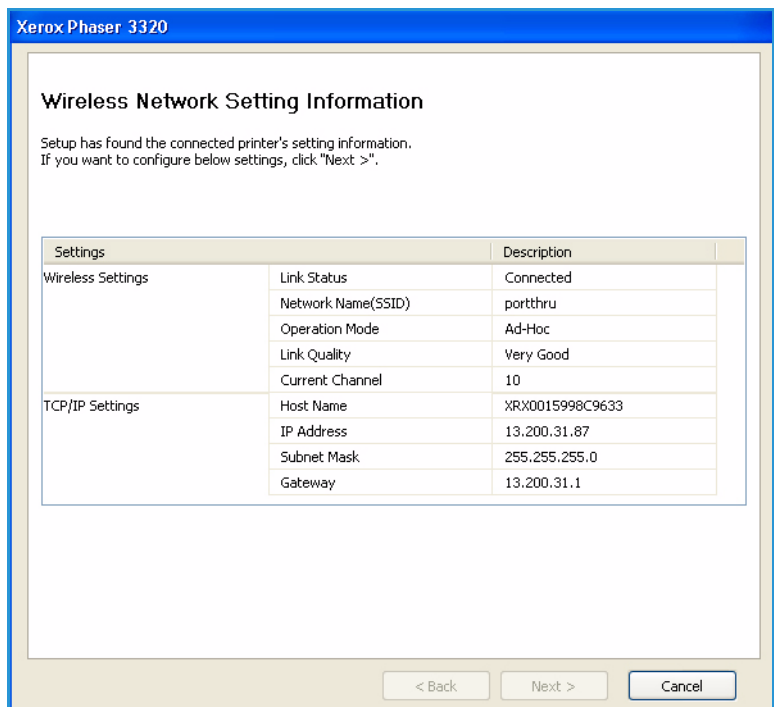 Xerox Phaser 3320
Wireless Network Setting Information
Setup has found the connected printer's setting information.
If you want to configure below settings, click "Next >".
Settings Description
Wireless Settings Link Status Connected
Network Name(SSID) portthru
Operation Mode Ad-Hoc
Link Quality Very Good
Current Channel 10
TCP/IP Settings Host Name XRX0015998C9633
IP Address 13.200.31.87
Subnet Mask 255.255.255.0
Gateway 13.200.31.1
< Back Next > Cancel